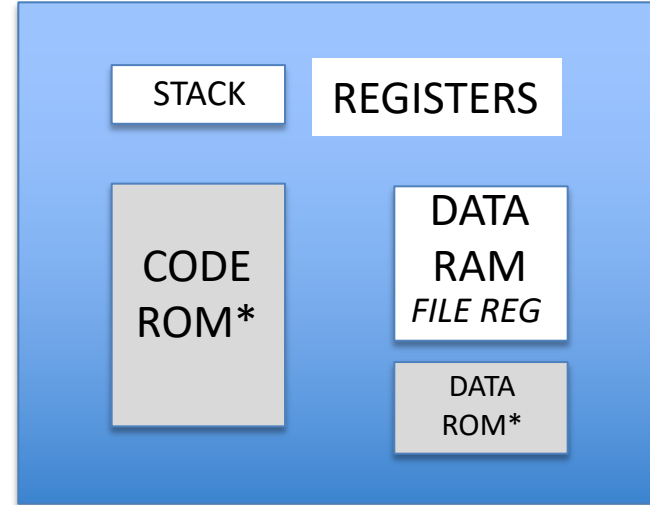 STACK
REGISTERS
CODE
ROM*
DATA
RAM
FILE REG
DATA
ROM*